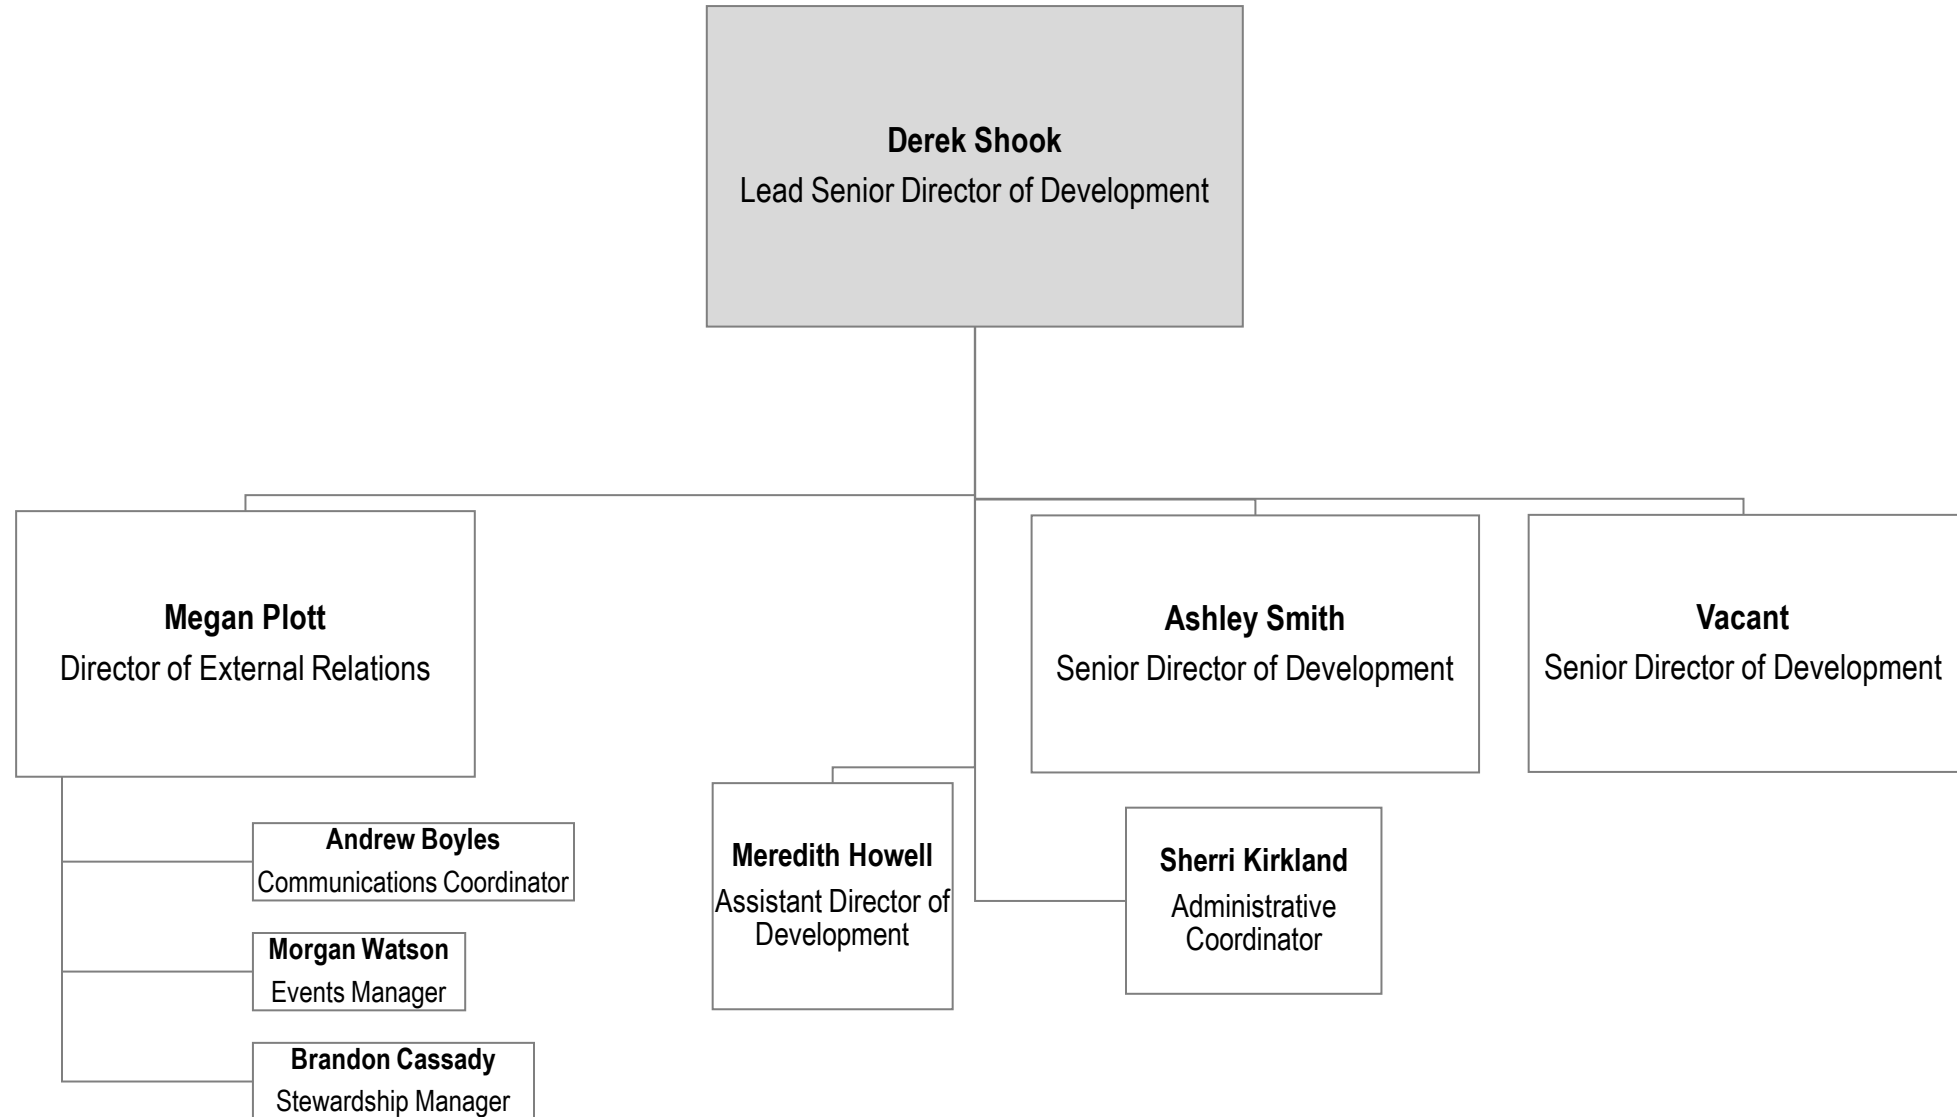 Derek Shook
Lead Senior Director of Development
Megan Plott
Director of External Relations
Ashley Smith
Senior Director of Development
Vacant
Senior Director of Development
Andrew Boyles
Communications Coordinator
Morgan Watson
Events Manager
Brandon Cassady
Stewardship Manager
Meredith Howell
Assistant Director of
Development
Sherri Kirkland
Administrative
Coordinator